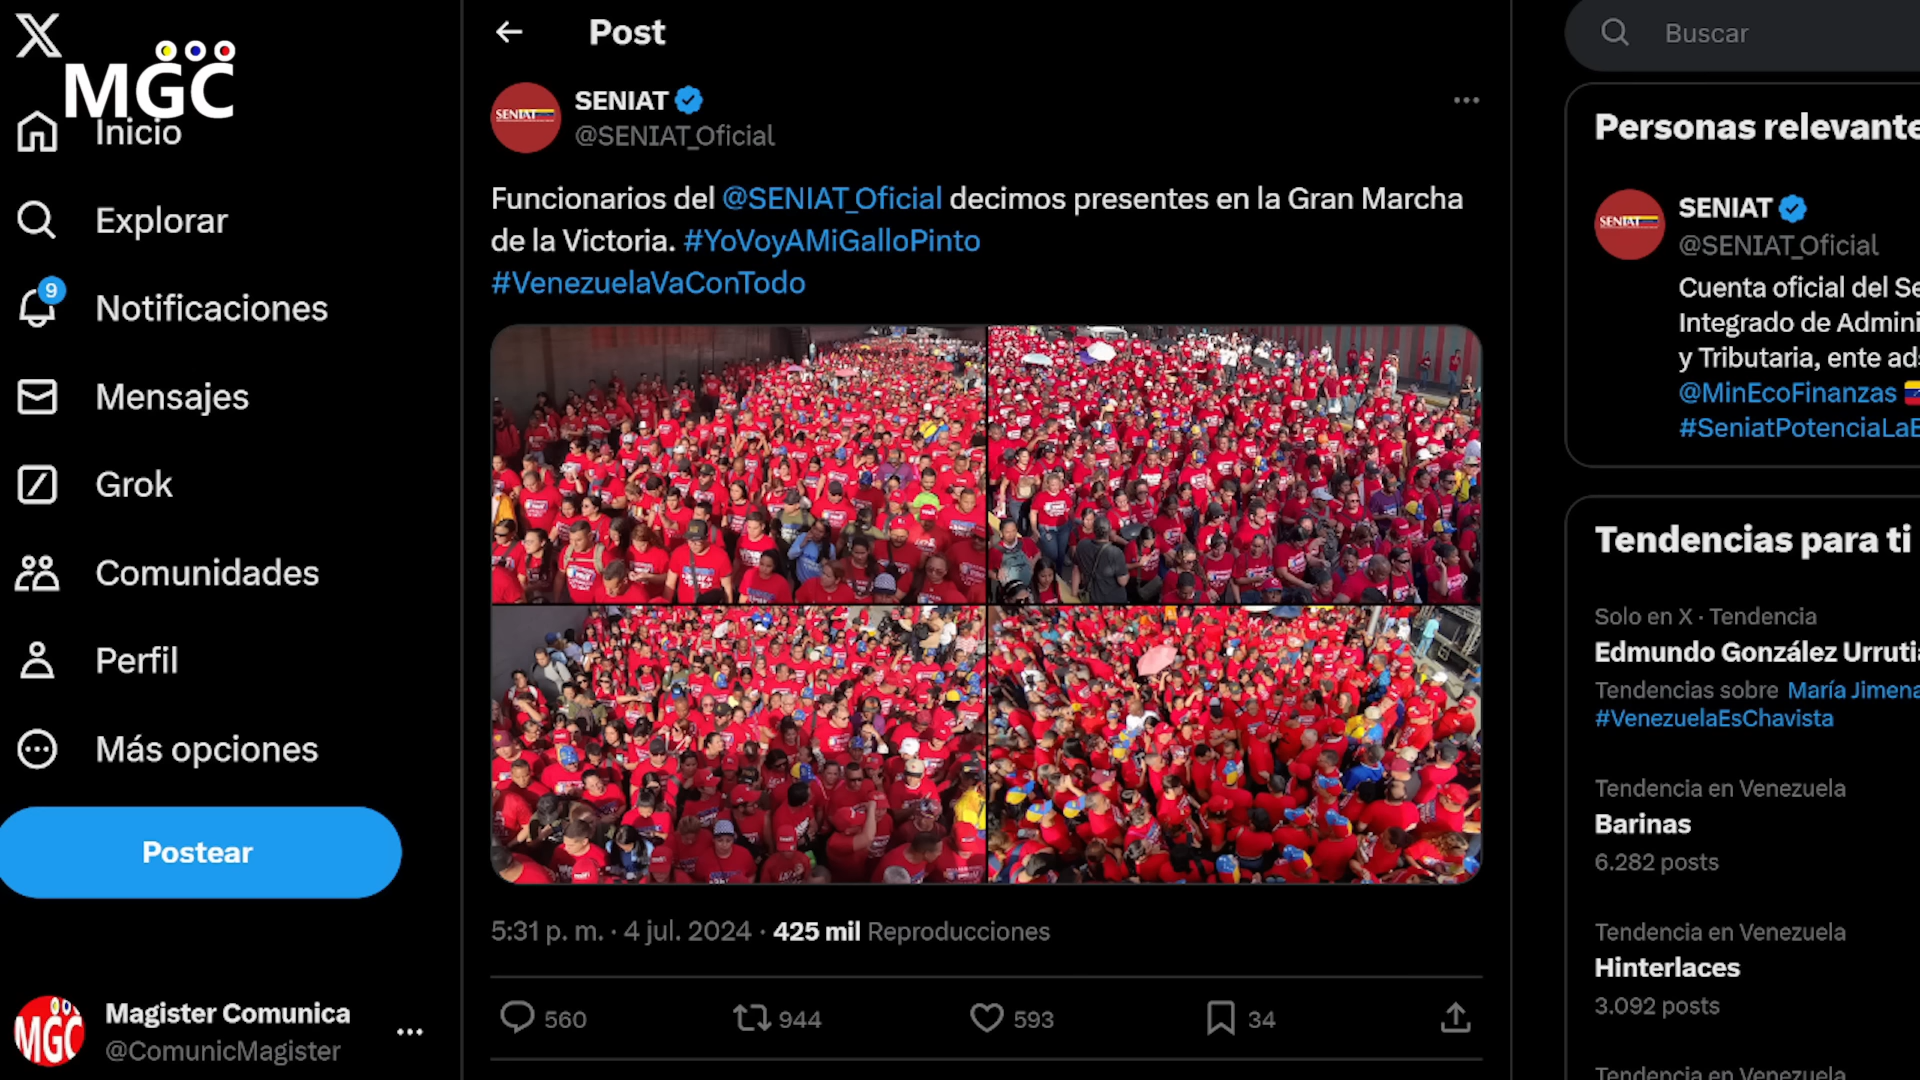 MGC
Inicio
Explorar
9
Notificaciones
Mensajes
Grok
Comunidades
Perfil
Más opciones
Postear
MGC
Magister Comunica
@ComunicMagister
Post
SENIAT
SENIAT
@SENIAT_Oficial
Funcionarios del @SENIAT_Oficial decimos presentes en la Gran Marcha
de la Victoria. #YoVoyAMiGalloPinto
#VenezuelaVaConTodo
5:31 p. m. · 4 jul. 2024 · 425 mil Reproducciones
560 944 593 34
Buscar
Personas relevante
SENIAT
SENIAT
@SENIAT_Oficial
Cuenta oficial del Se
Integrado de Admini
y Tributaria, ente ad
@MinEcoFinanzas
#SeniatPotenciaLaE
Tendencias para ti
Solo en X · Tendencia
Edmundo González Urrutia
Tendencias sobre María Jimena
#VenezuelaEsChavista
Tendencia en Venezuela
Barinas
6.282 posts
Tendencia en Venezuela
Hinterlaces
3.092 posts
Tendencia en Venezuela